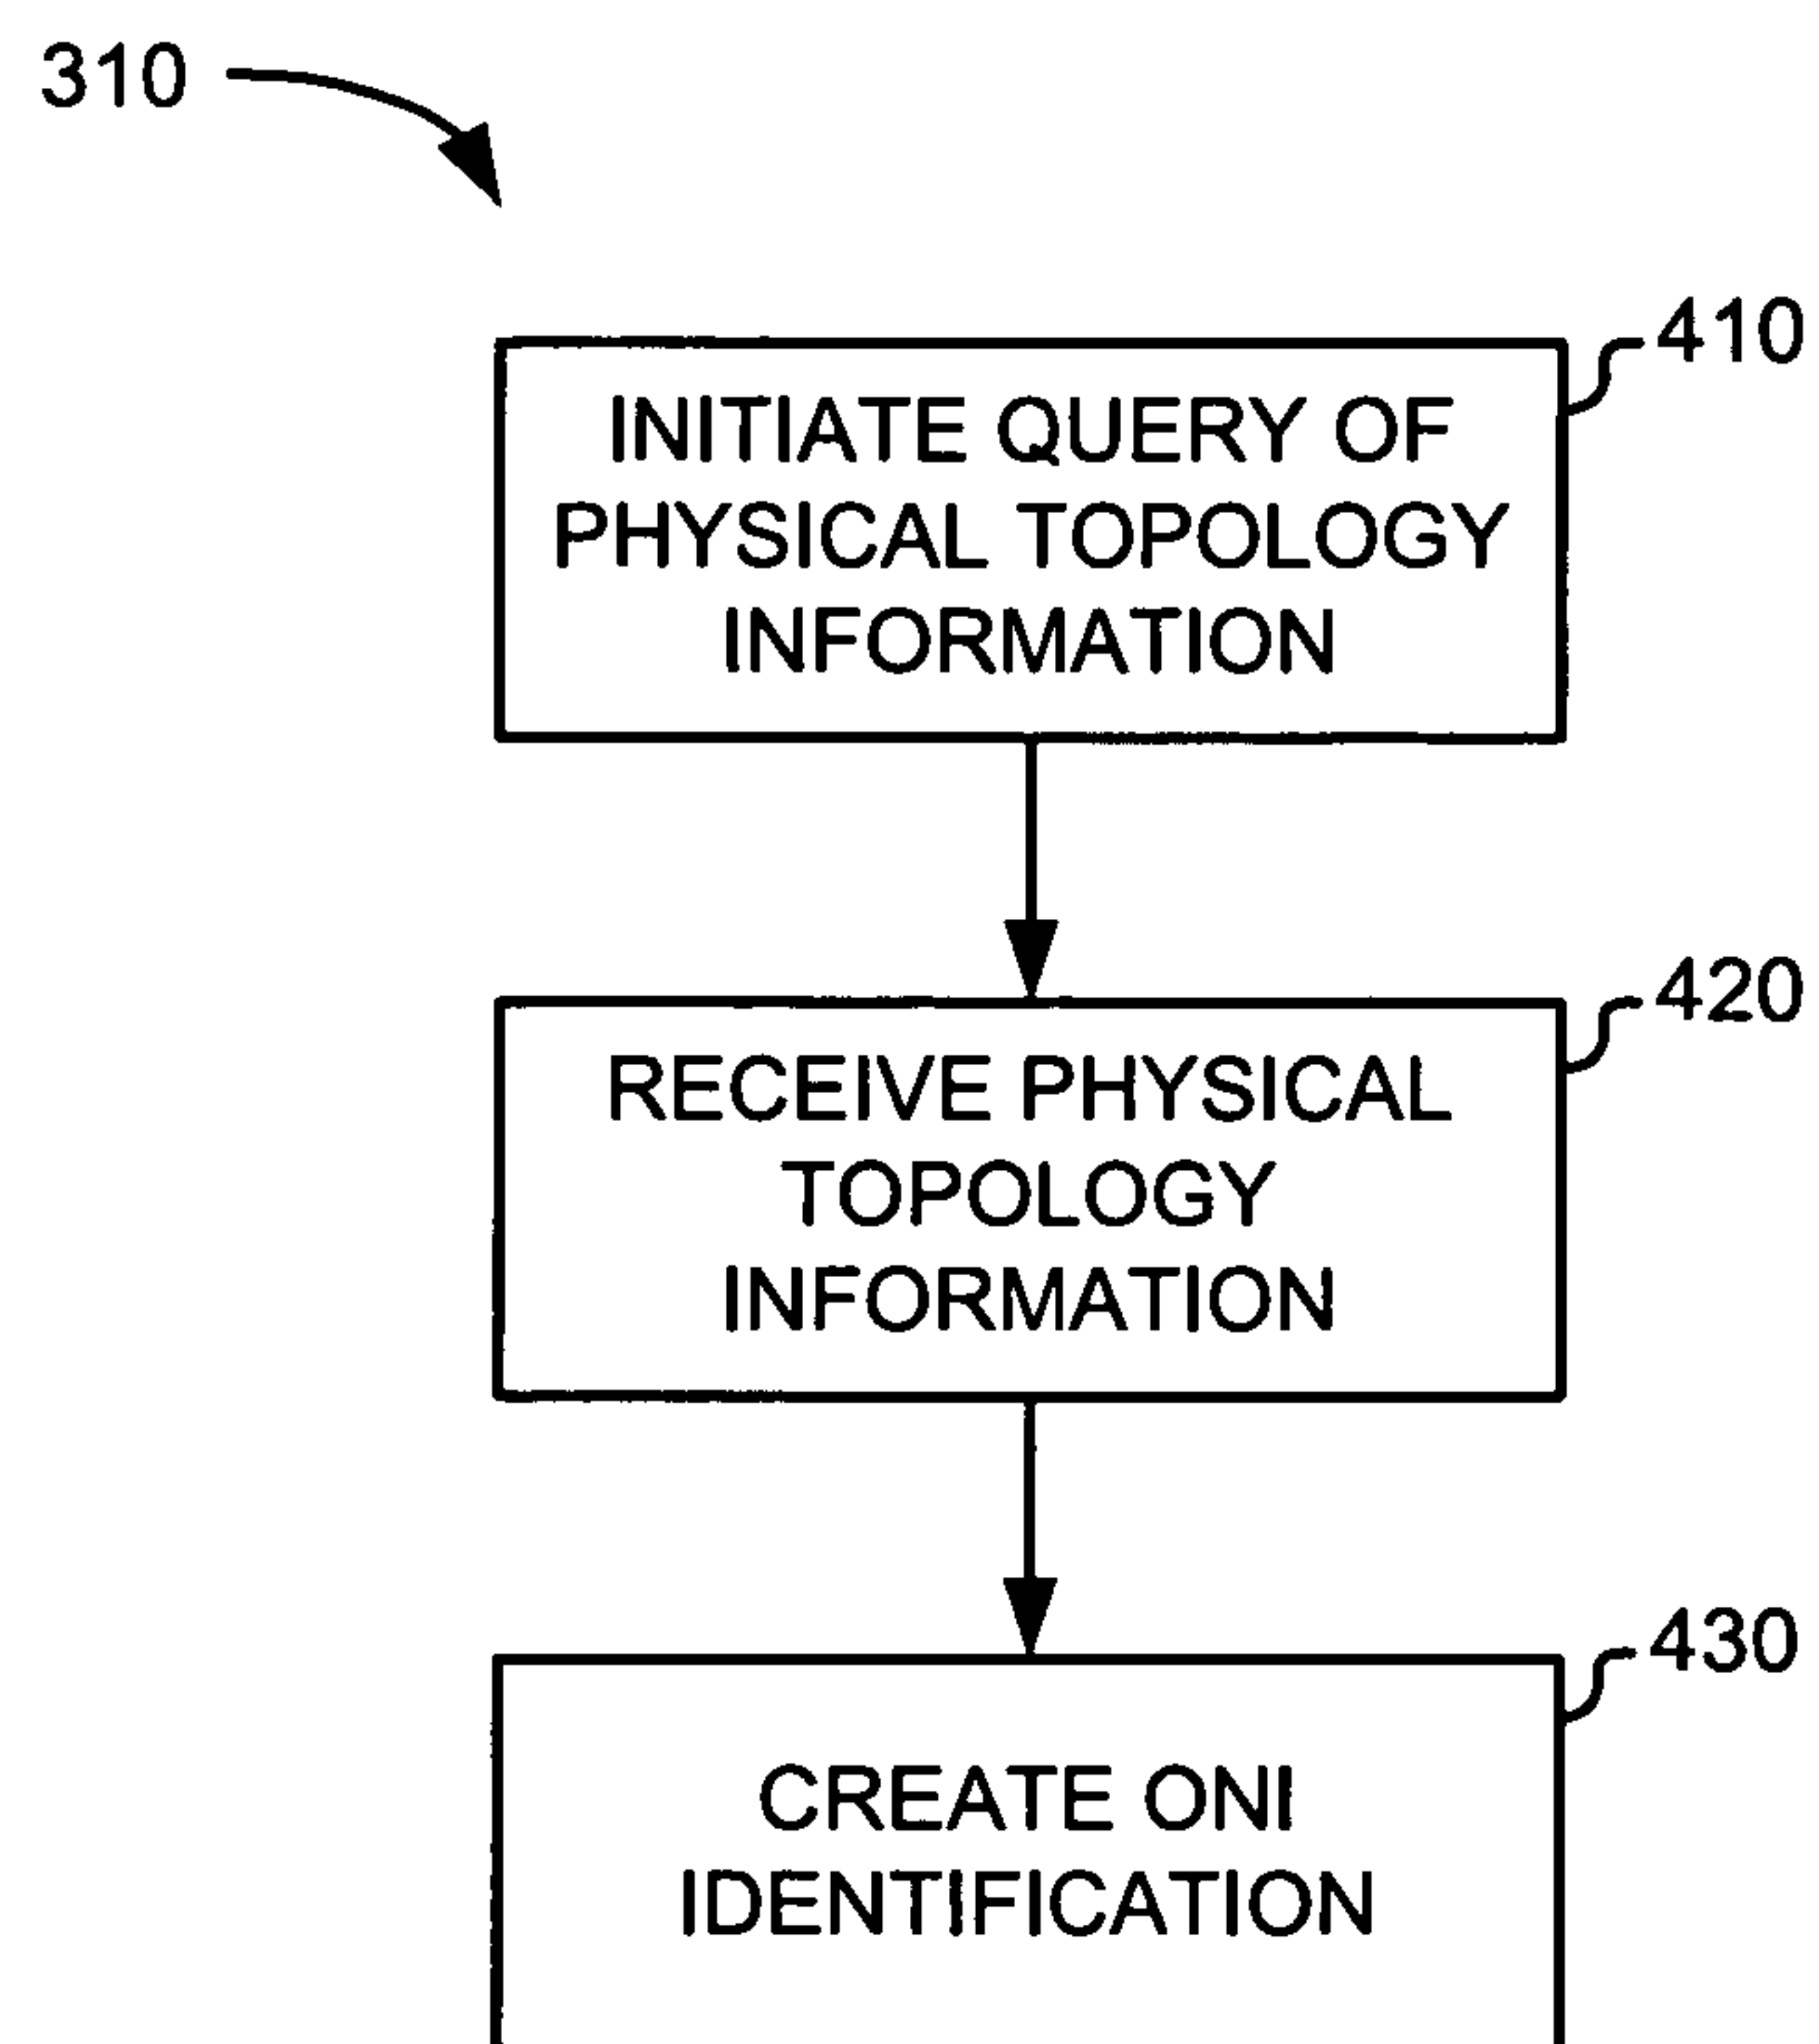 310
410
INITIATE QUERY OF
PHYSICAL TOPOLOGY
INFORMATION
420
RECEIVE PHYSICAL
TOPOLOGY
INFORMATION
430
CREATE ONI
IDENTIFICATION